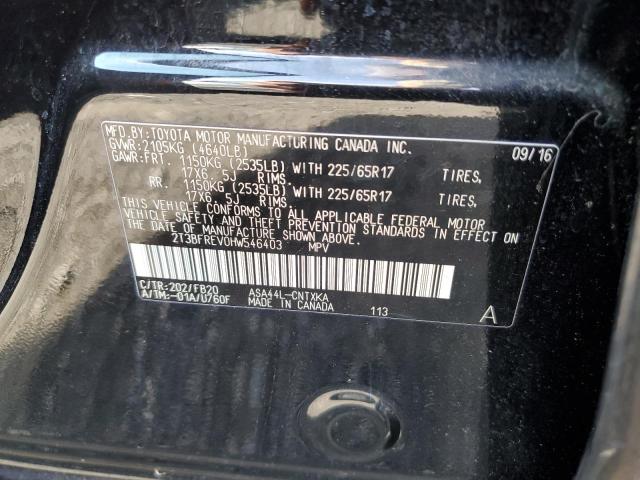 MFD.BY:TOYOTA MOTOR MANUFACTURING CANADA INC.
GVWR:2105KG (4640LB) 09/16
GAWR:FRT. 1150KG (2535LB) WITH 225/65R17 TIRES,
17X6.5J RIMS.
RR. 1150KG (2535LB) WITH 225/65R17 TIRES,
17X6.5J RIMS.
THIS VEHICLE CONFORMS TO ALL APPLICABLE FEDERAL MOTOR
VEHICLE SAFETY AND THEFT PREVENTION STANDARDS IN EFFECT
ON THE DATE OF MANUFACTURE SHOWN ABOVE.
2T3BFREV0HW546403 MPV
C/TR:202/FB20 ASA44L-CNTXKA
A/TM:-01A/U760F MADE IN CANADA 113 A